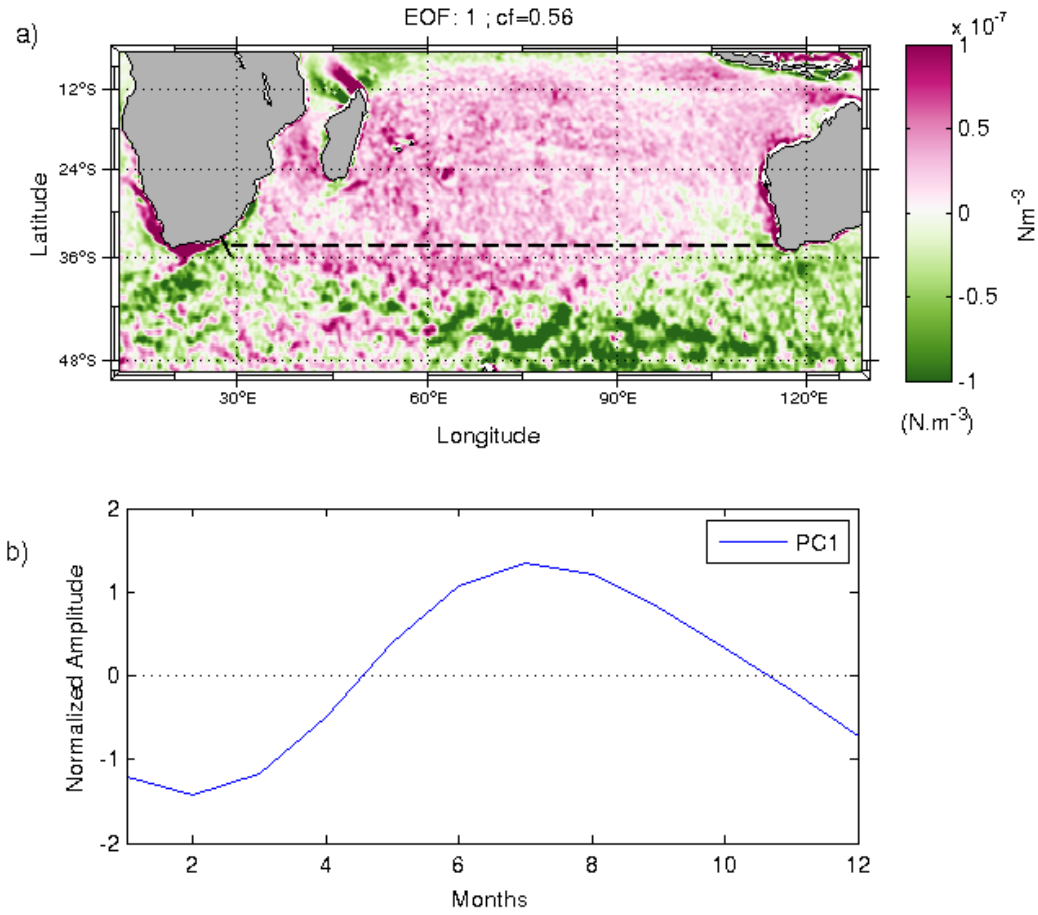 EOF: 1 ; cf=0.56
a)
x 10⁻⁷
1
0.5
0
-0.5
-1
Nm⁻³
(N.m⁻³)
12°S
24°S
36°S
48°S
Latitude
30°E
60°E
90°E
120°E
Longitude
b)
2
1
0
-1
-2
Normalized Amplitude
PC1
2
4
6
8
10
12
Months